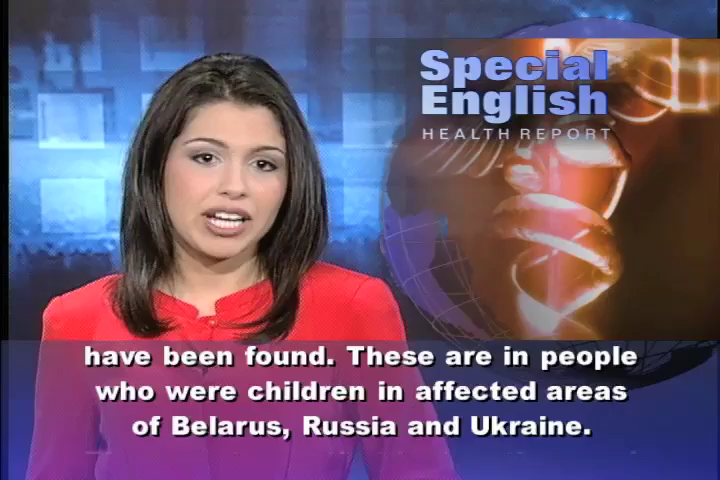 Special
English
HEALTH REPORT
have been found. These are in people
who were children in affected areas
of Belarus, Russia and Ukraine.